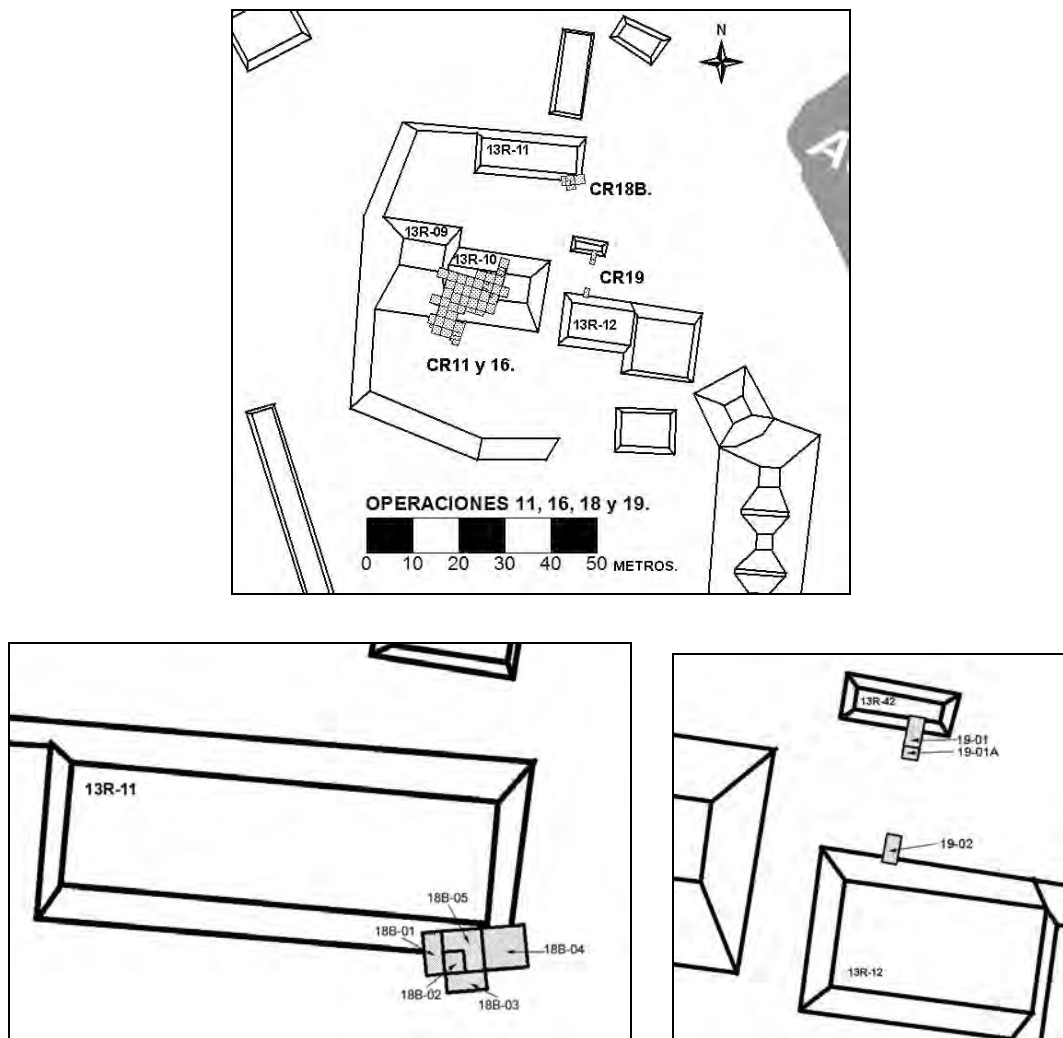 N
A
13R-11
CR18B.
13R-09
13R-10
CR19
13R-12
CR11 y 16.
OPERACIONES 11, 16, 18 y 19.
0 10 20 30 40 50 METROS.
13R-11
18B-05
18B-01
18B-04
18B-02
18B-03
13R-42
19-01
19-01A
19-02
13R-12